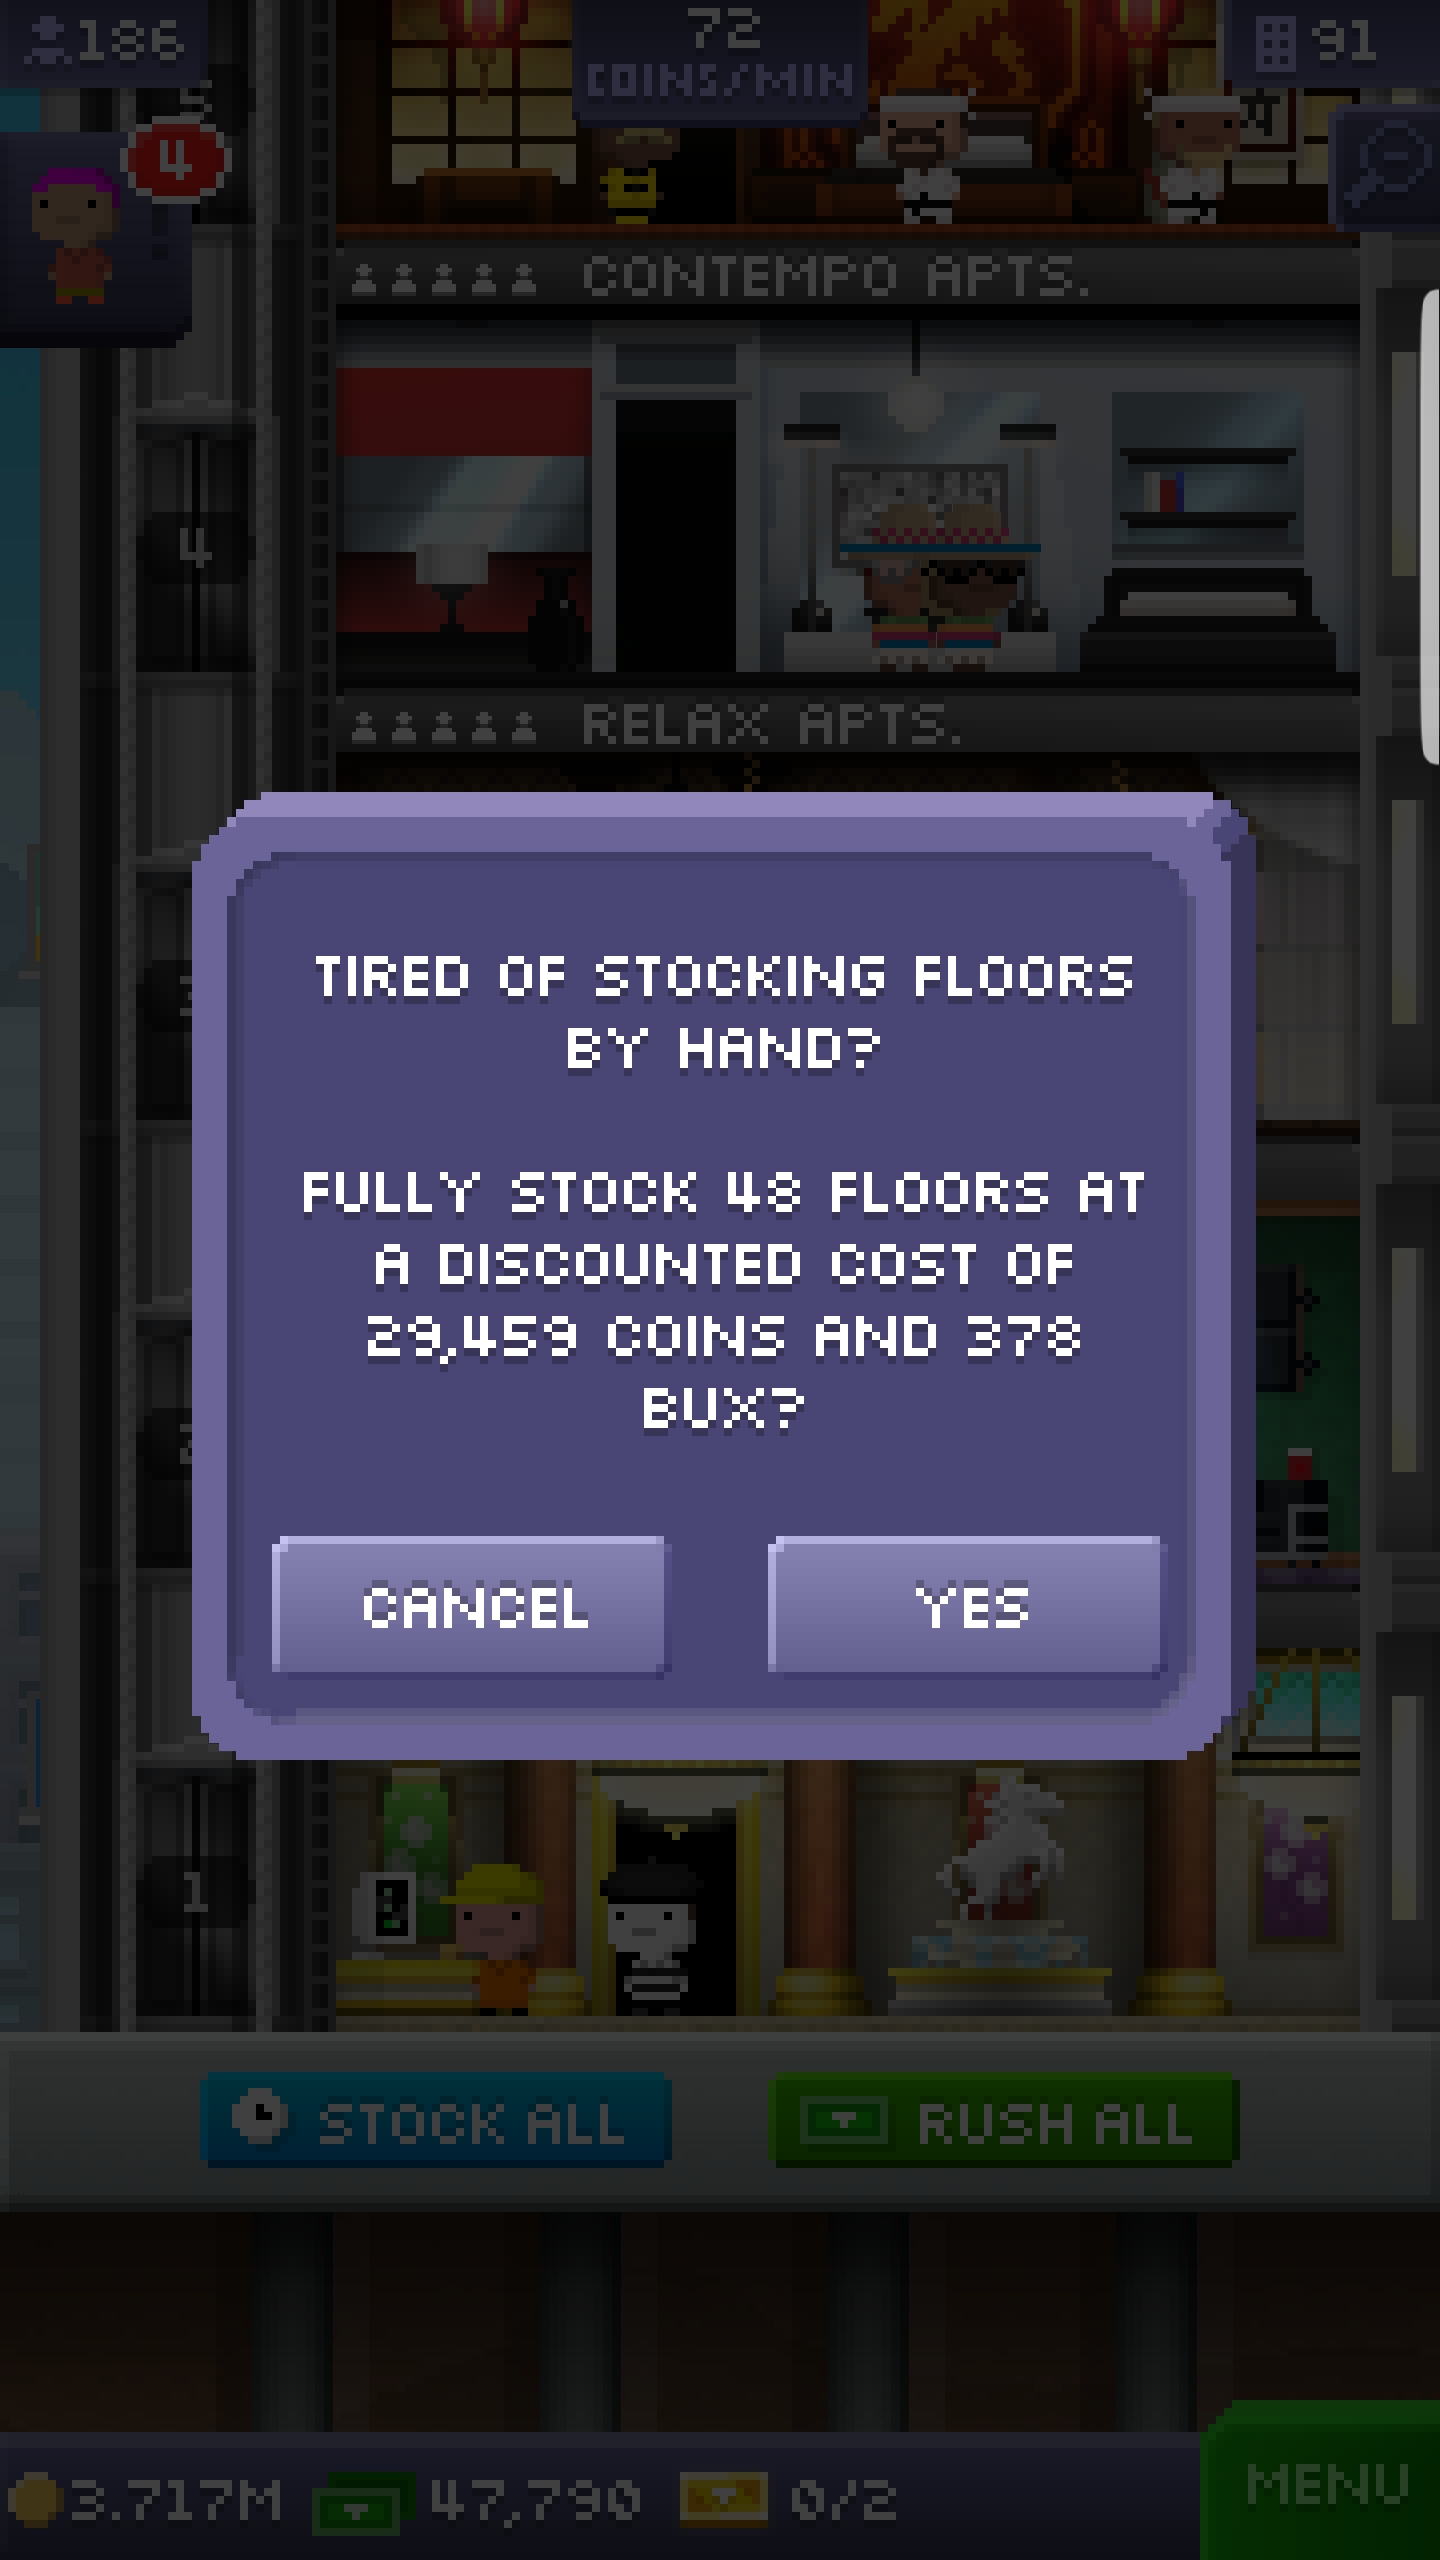 186
72
COINS/MIN
91
5
4
CONTEMPO APTS.
4
RELAX APTS.
TIRED OF STOCKING FLOORS
BY HAND?
FULLY STOCK 48 FLOORS AT
A DISCOUNTED COST OF
29,459 COINS AND 378
BUX?
CANCEL
YES
1
STOCK ALL
RUSH ALL
3.717M
47,790
0/2
MENU